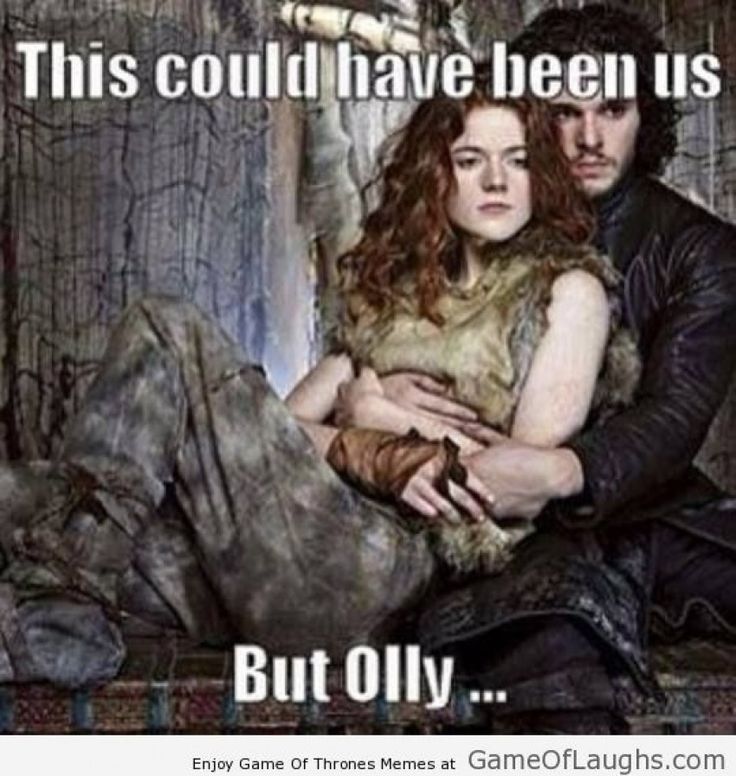 This could have been us
But Olly ...
Enjoy Game Of Thrones Memes at GameOfLaughs.com